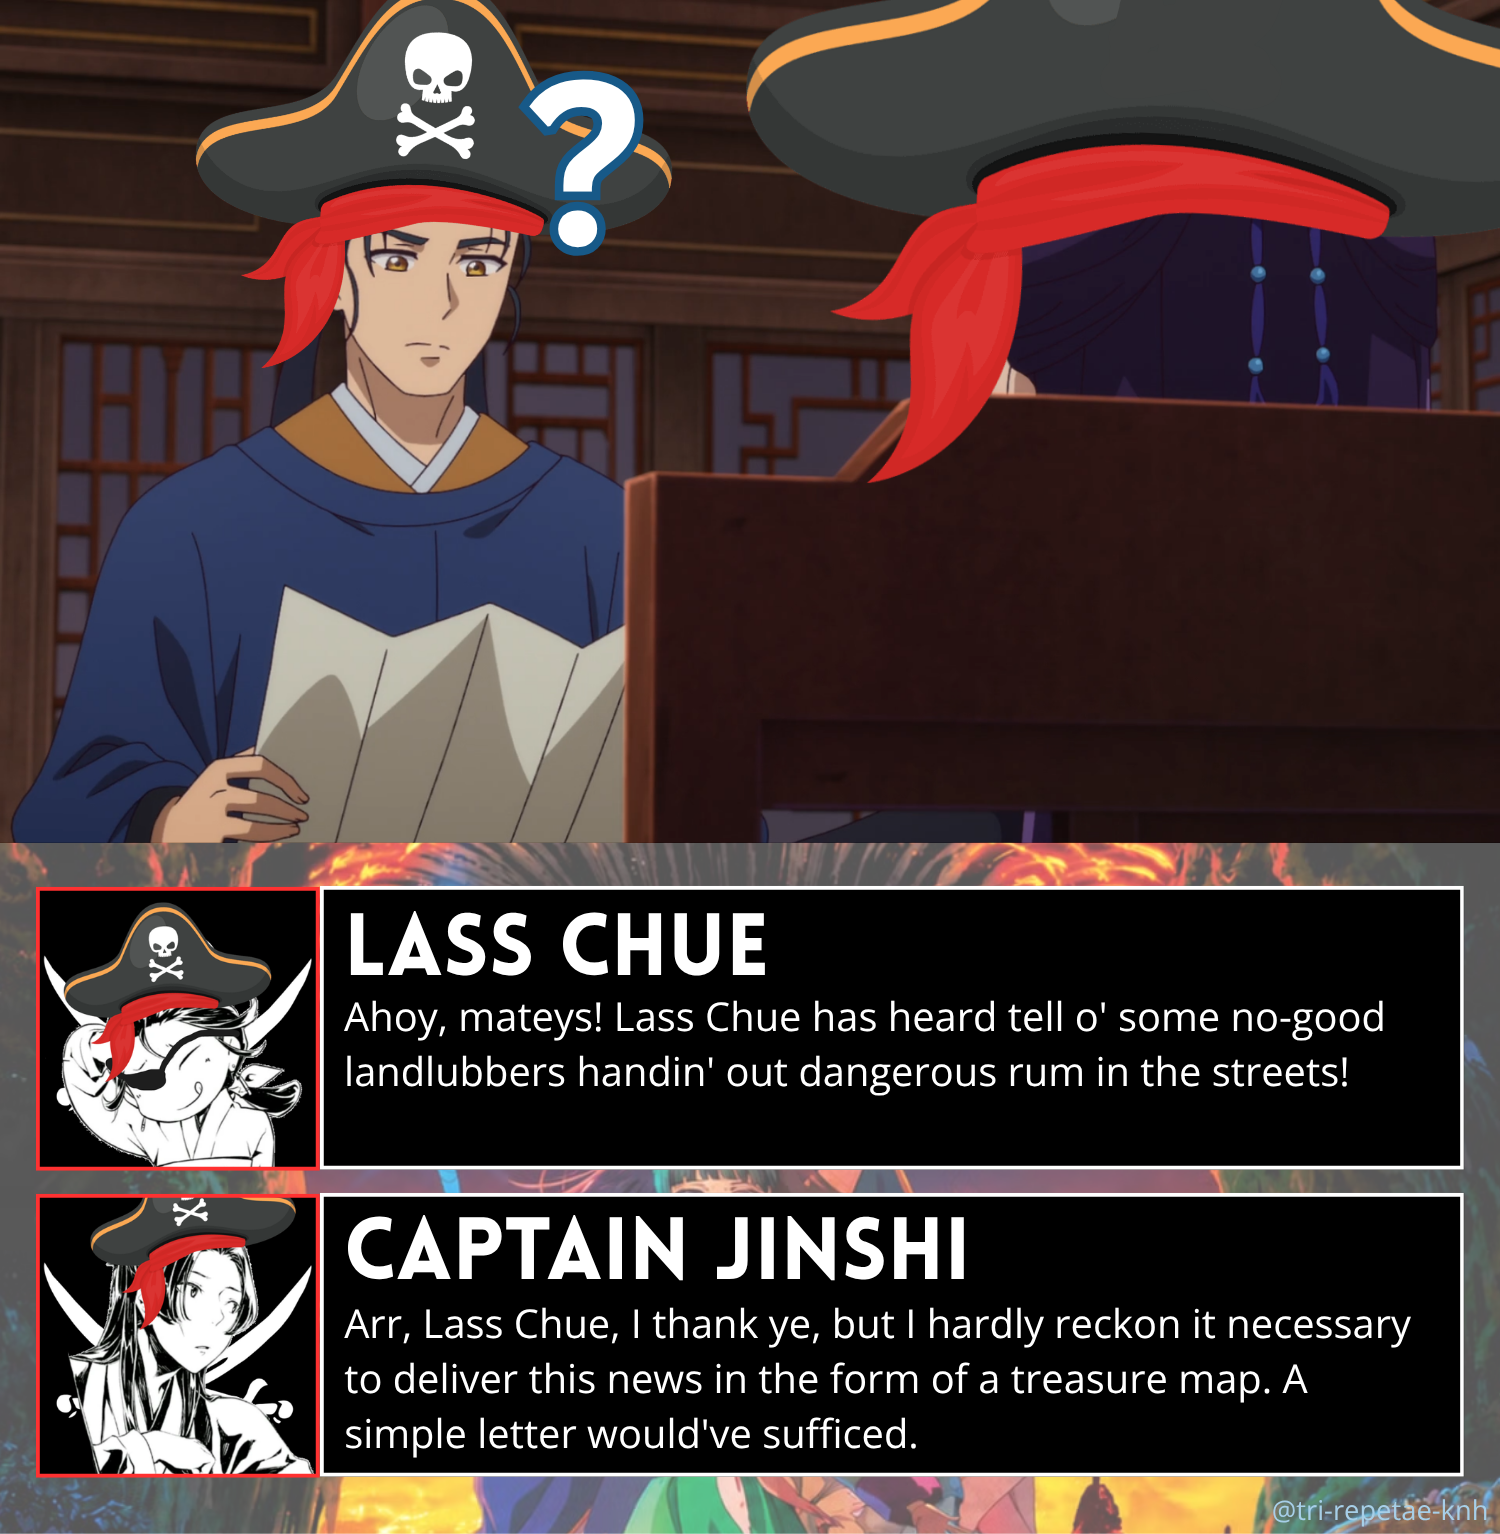 ?
LASS CHUE
Ahoy, mateys! Lass Chue has heard tell o' some no-good
landlubbers handin' out dangerous rum in the streets!
CAPTAIN JINSHI
Arr, Lass Chue, I thank ye, but I hardly reckon it necessary
to deliver this news in the form of a treasure map. A
simple letter would've sufficed.
@tri-repetae-knh